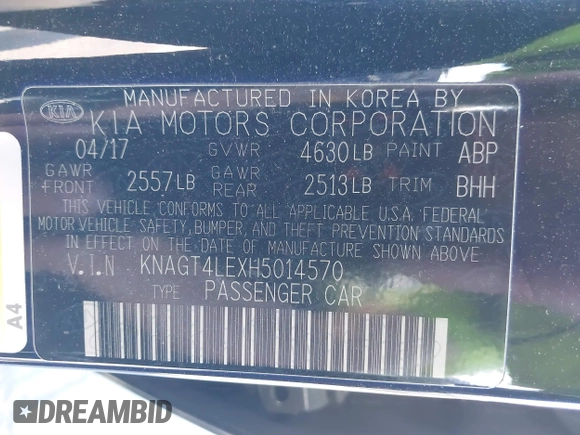 MANUFACTURED IN KOREA BY
KIA KIA MOTORS CORPORATION
04/17 GVWR 4630LB PAINT ABP
GAWR FRONT 2557LB GAWR REAR 2513LB TRIM BHH
THIS VEHICLE CONFORMS TO ALL APPLICABLE U.S.A. FEDERAL
MOTOR VEHICLE SAFETY, BUMPER, AND THEFT PREVENTION STANDARDS
IN EFFECT ON THE DATE OF MANUFACTURE SHOWN ABOVE
V.I.N KNAGT4LEXH5014570
TYPE PASSENGER CAR
A4
DREAMBID